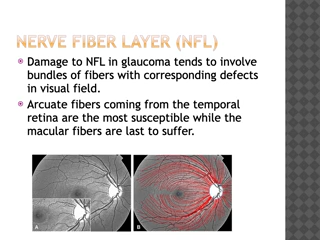 NERVE FIBER LAYER (NFL)
Damage to NFL in glaucoma tends to involve
bundles of fibers with corresponding defects
in visual field.
Arcuate fibers coming from the temporal
retina are the most susceptible while the
macular fibers are last to suffer.
A
B